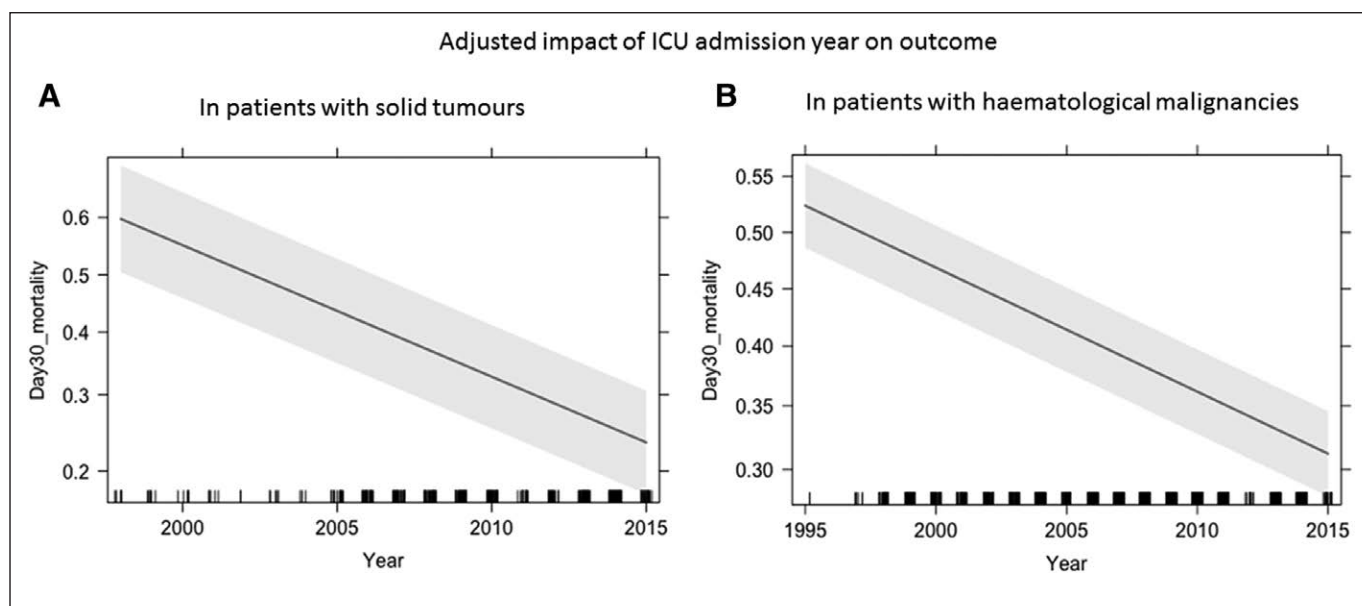 Adjusted impact of ICU admission year on outcome
A
In patients with solid tumours
Day30_mortality
0.6
0.5
0.4
0.3
0.2
2000 2005 2010 2015
Year
B
In patients with haematological malignancies
Day30_mortality
0.55
0.50
0.45
0.40
0.35
0.30
1995 2000 2005 2010 2015
Year